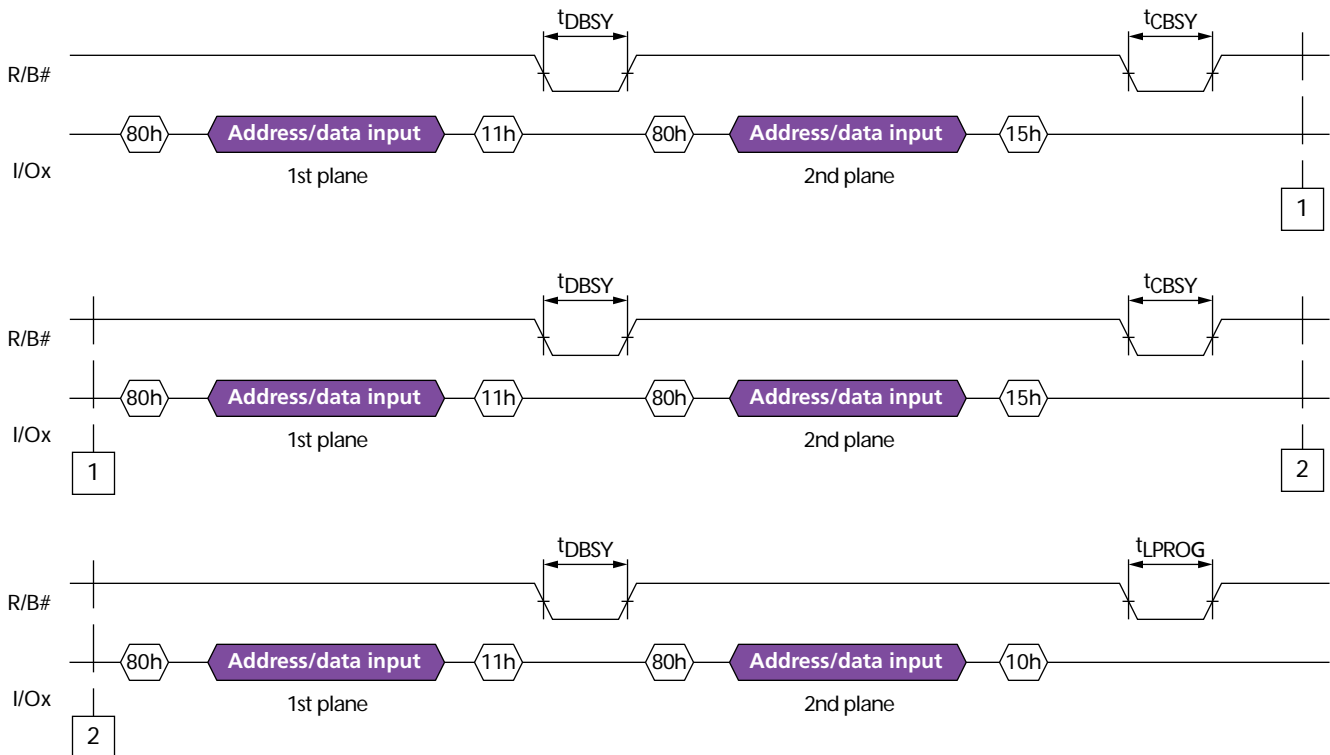 tDBSY tCBSY
R/B#
80h Address/data input 11h 80h Address/data input 15h
I/Ox
1st plane 2nd plane
1
tDBSY tCBSY
R/B#
80h Address/data input 11h 80h Address/data input 15h
I/Ox
1st plane 2nd plane
1 2
tDBSY tLPROG
R/B#
80h Address/data input 11h 80h Address/data input 10h
I/Ox
1st plane 2nd plane
2